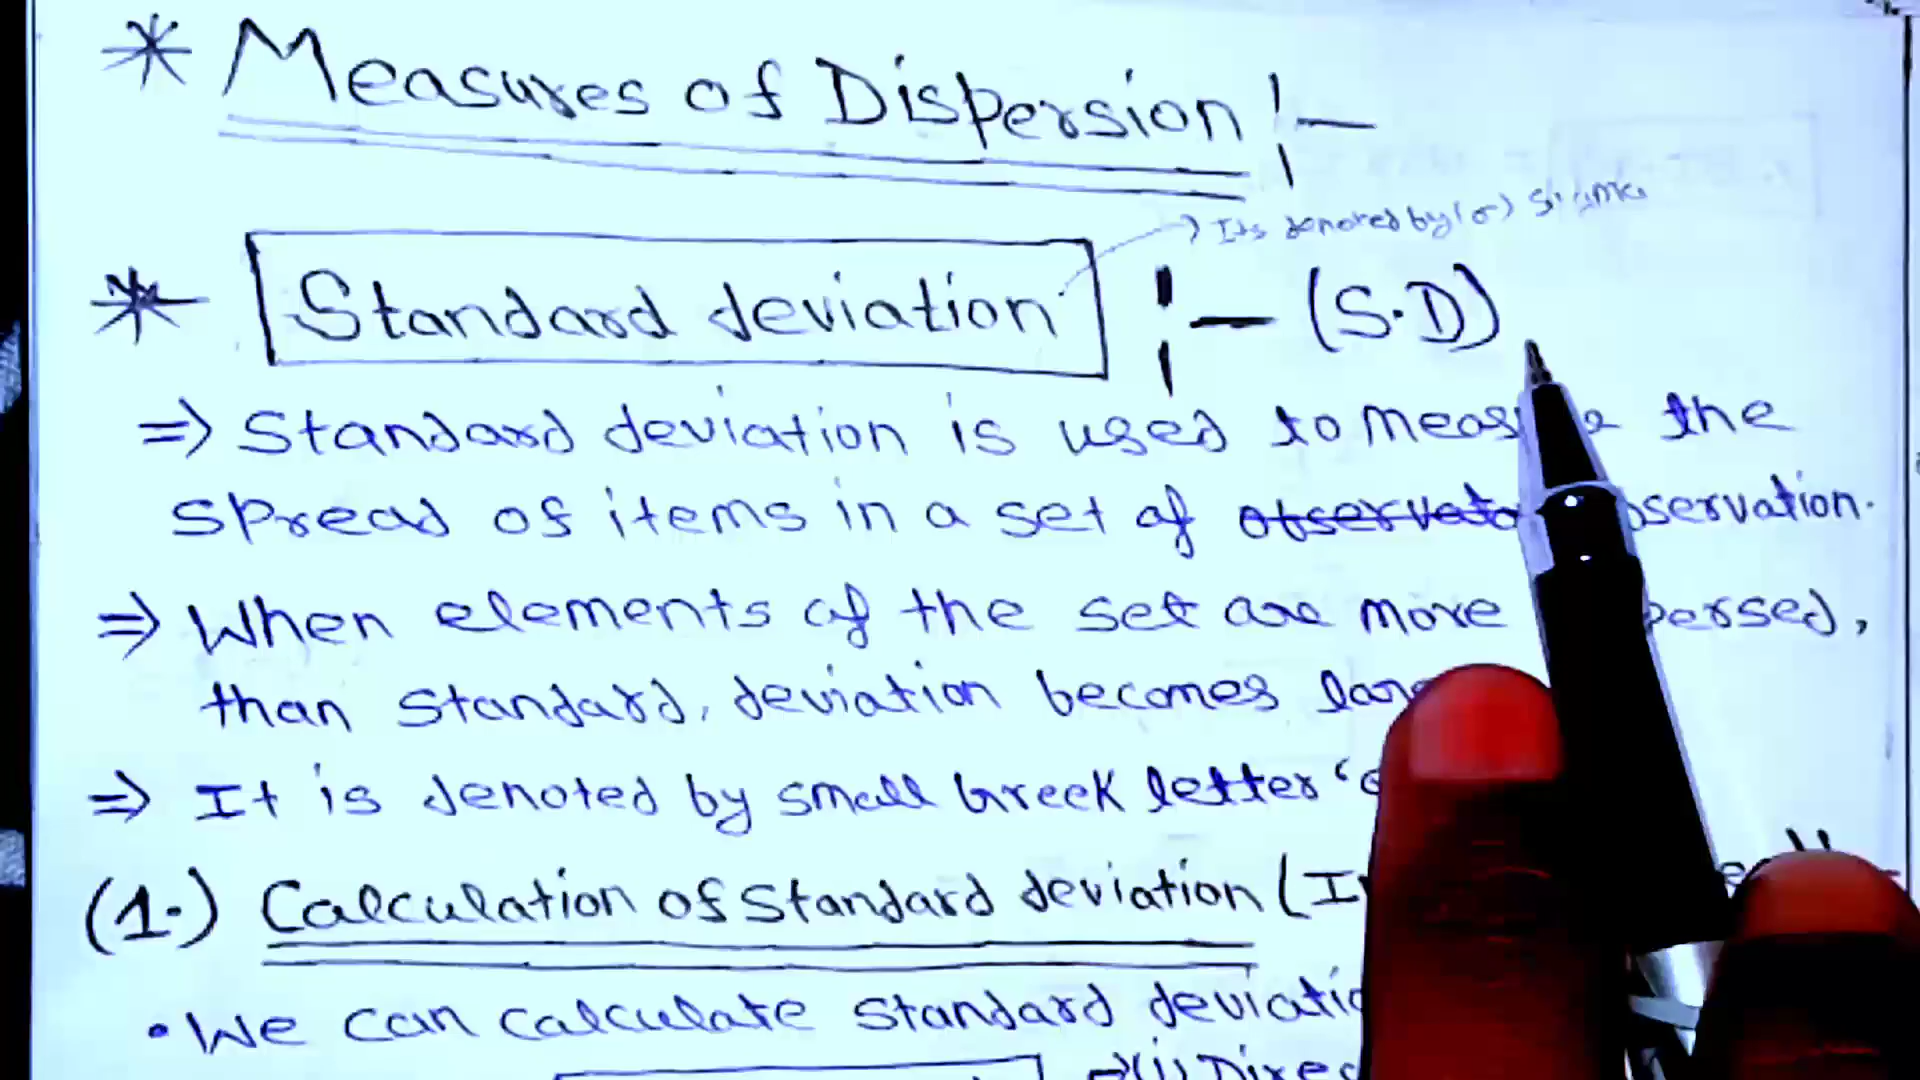 * Measures of Dispersion :-
→ Its denoted by (σ) sigma
* Standard deviation :- (S.D)
⇒ Standard deviation is used to measure the
spread of items in a set of observation.
⇒ When elements of the set are more
than standard, deviation becomes
⇒ It is denoted by small Greek letter '
(1.) Calculation of Standard deviation (
• We can calculate standard
→ (i)